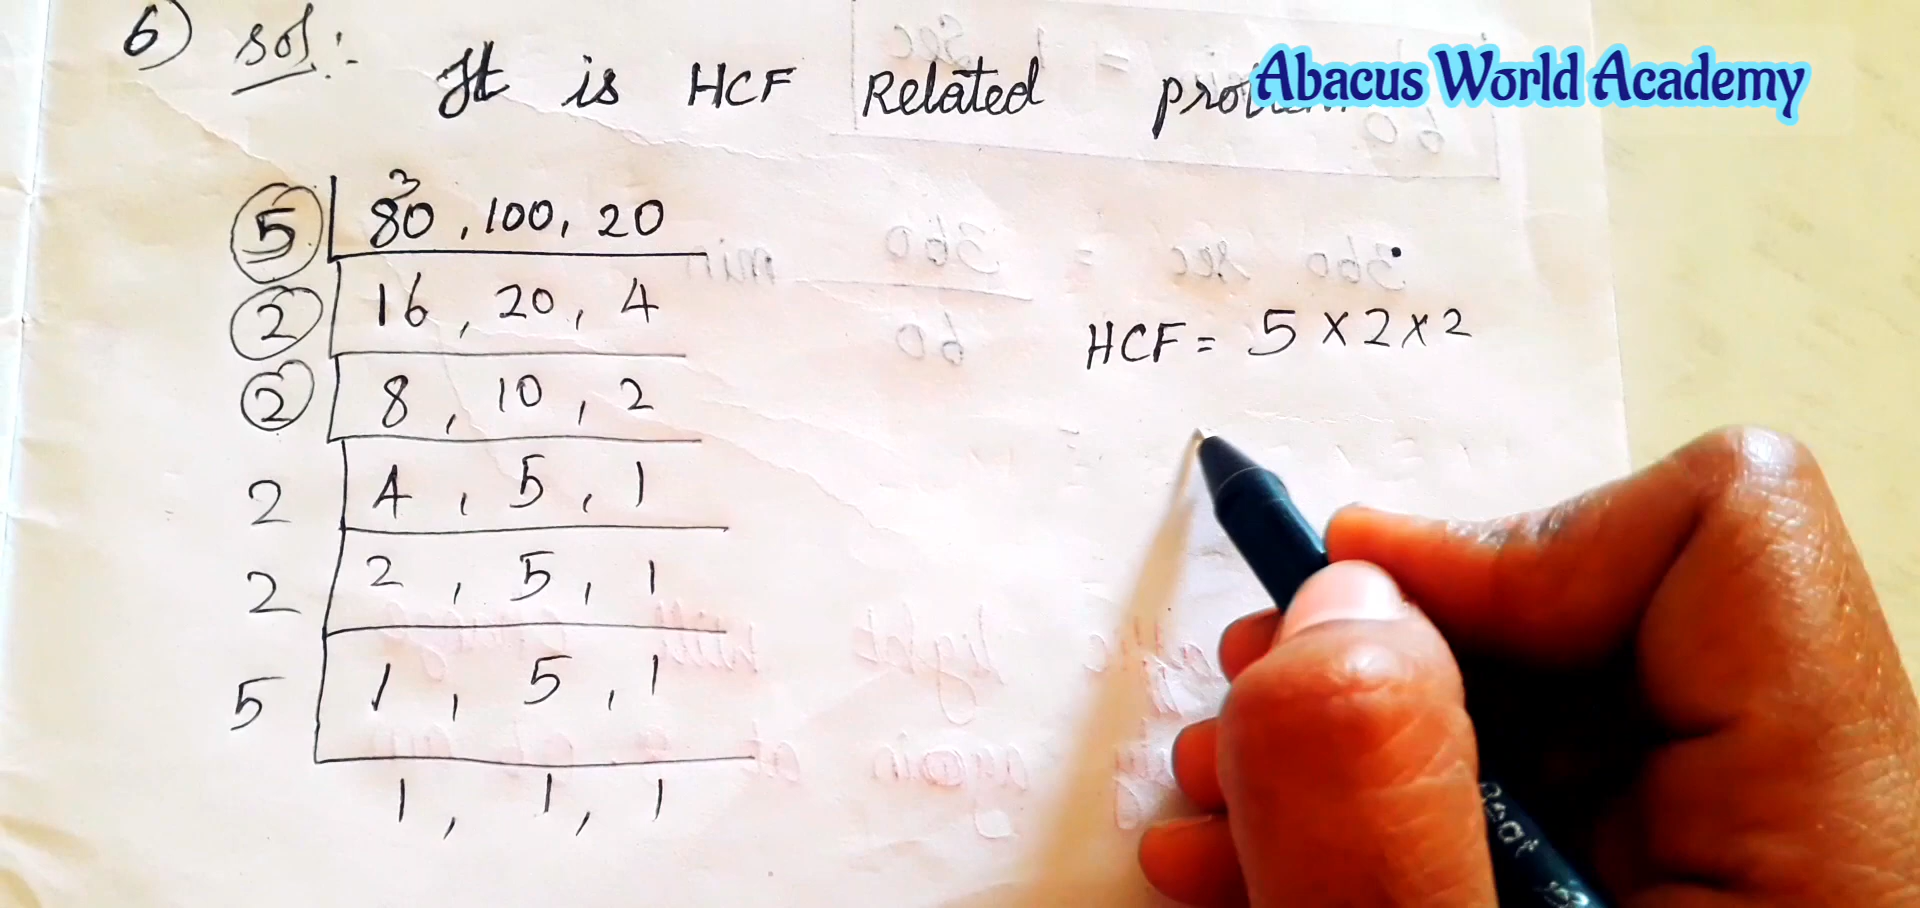 6) Sol:-
It is HCF Related
Abacus World Academy
5 | 80, 100, 20
2 | 16, 20, 4
2 | 8, 10, 2
2 | 4, 5, 1
2 | 2, 5, 1
5 | 1, 5, 1
1, 1, 1
HCF = 5 × 2 × 2